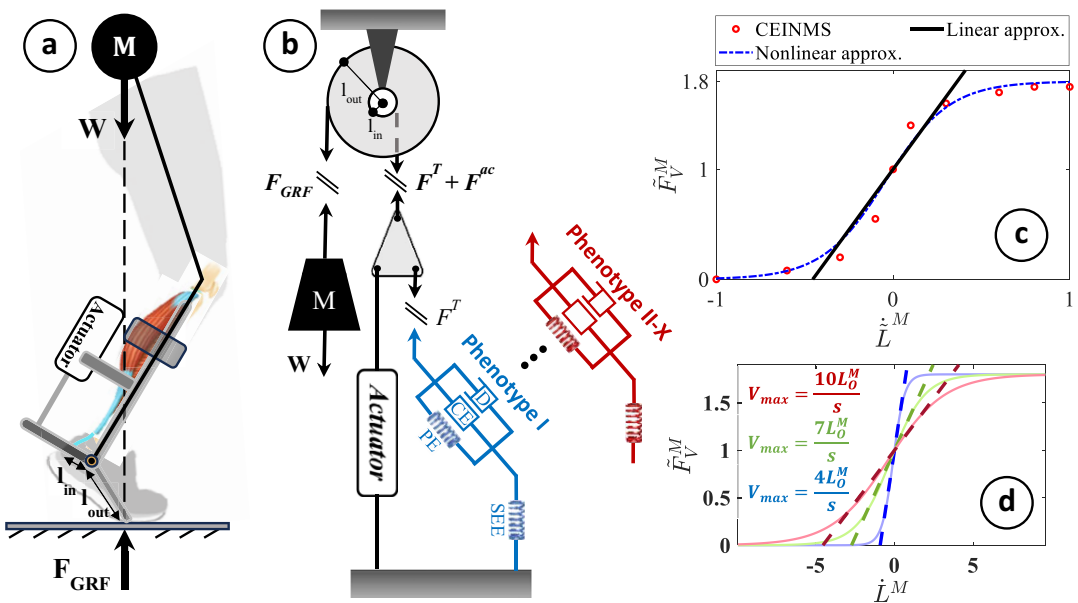 a
M
W
Actuator
l_in
l_out
F_GRF
b
l_out
l_in
F_GRF
F^T + F^ac
M
W
F^T
Actuator
Phenotype I
D
CE
PE
SEE
Phenotype II-X
CEINMS
Linear approx.
Nonlinear approx.
1.8
1
0
F̃_V^M
-1 0 1
L̇̃^M
c
1.5
1
0.5
0
F̃_V^M
V_max = 10L_O^M/s
V_max = 7L_O^M/s
V_max = 4L_O^M/s
-5 0 5
L̇^M
d